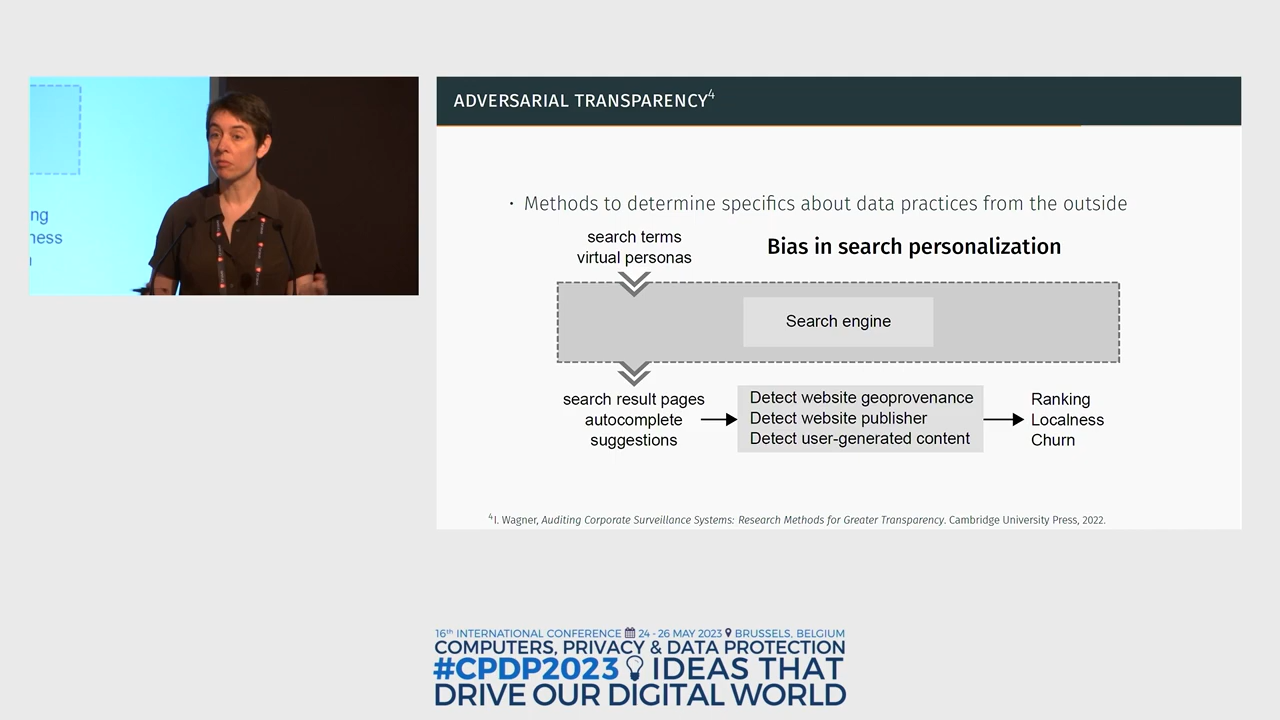 ng
ness
ADVERSARIAL TRANSPARENCY4
· Methods to determine specifics about data practices from the outside
search terms
virtual personas
Bias in search personalization
Search engine
search result pages
autocomplete
suggestions
Detect website geoprovenance
Detect website publisher
Detect user-generated content
Ranking
Localness
Churn
4I. Wagner, Auditing Corporate Surveillance Systems: Research Methods for Greater Transparency. Cambridge University Press, 2022.
16th INTERNATIONAL CONFERENCE 24 - 26 MAY 2023 BRUSSELS, BELGIUM
COMPUTERS, PRIVACY & DATA PROTECTION
#CPDP2023 IDEAS THAT
DRIVE OUR DIGITAL WORLD